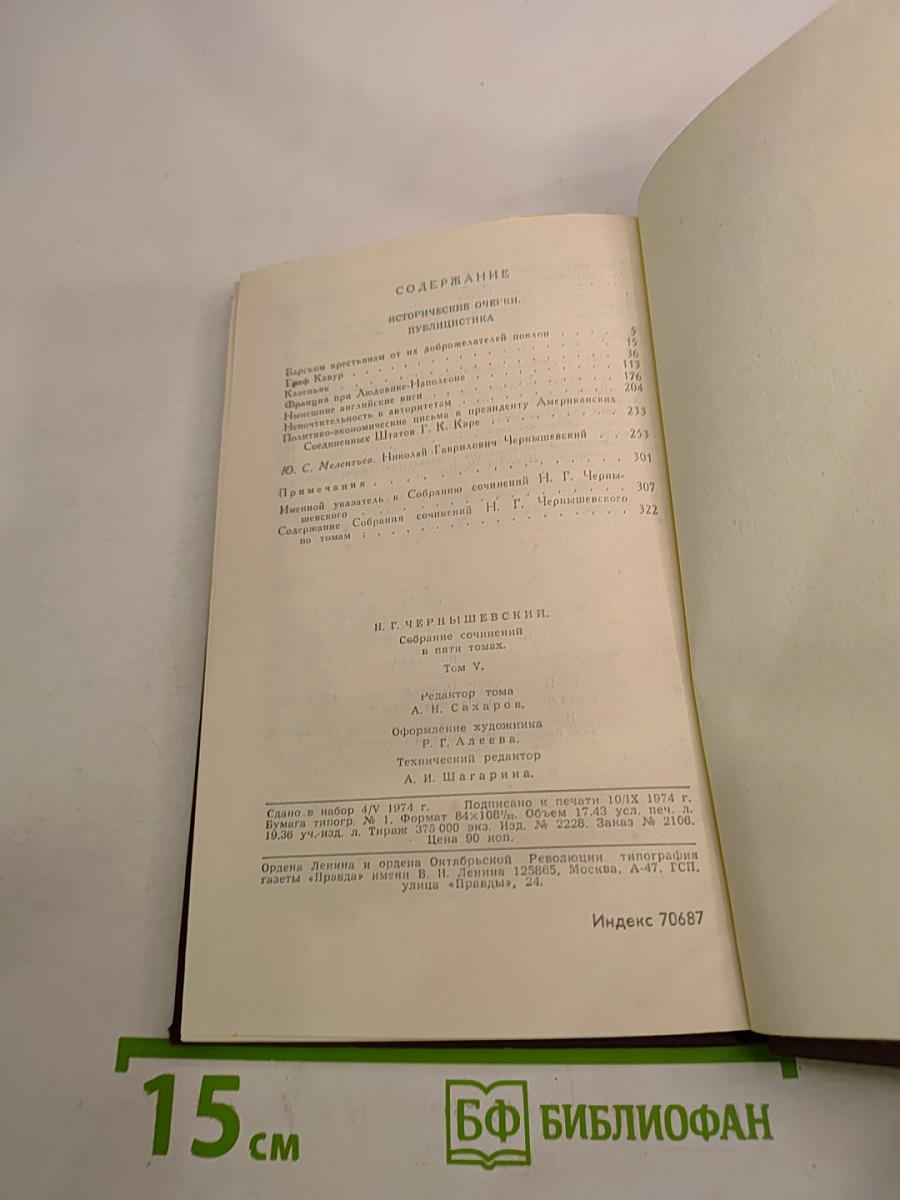 СОДЕРЖАНИЕ
ИСТОРИЧЕСКИЕ ОЧЕРКИ.
ПУБЛИЦИСТИКА
Барским крестьянам от их доброжелателей поклон . . . . 5
Граф Кавур . . . . . . . . . . . 15
Кавеньяк . . . . . . . . . . . 36
Франция при Людовике-Наполеоне . . . . . . 113
Нынешние английские виги . . . . . . . 176
Непочтительность к авторитетам . . . . . . 204
Политико-экономические письма к президенту Американских
Соединенных Штатов Г. К. Кэре . . . . . . 233
Ю. С. Мелентьев. Николай Гаврилович Чернышевский . . 253
Примечания . . . . . . . . . . . 301
Именной указатель к Собранию сочинений Н. Г. Черны-
шевского . . . . . . . . . . . 307
Содержание Собрания сочинений Н. Г. Чернышевского
по томам . . . . . . . . . . . 322
Н. Г. ЧЕРНЫШЕВСКИЙ.
Собрание сочинений
в пяти томах.
Том V.
Редактор тома
А. Н. Сахаров.
Оформление художника
Р. Г. Алеева.
Технический редактор
А. И. Шагарина.
Сдано в набор 4/V 1974 г. Подписано к печати 10/IX 1974 г.
Бумага типогр. № 1. Формат 84×108¹/₃₂. Объем 17,43 усл. печ. л.
19,36 уч.-изд. л. Тираж 375 000 экз. Изд. № 2228. Заказ № 2106.
Цена 90 коп.
Ордена Ленина и ордена Октябрьской Революции типография
газеты «Правда» имени В. И. Ленина 125865, Москва, А-47, ГСП,
улица «Правды», 24.
Индекс 70687
15 см
БФ БИБЛИОФАН